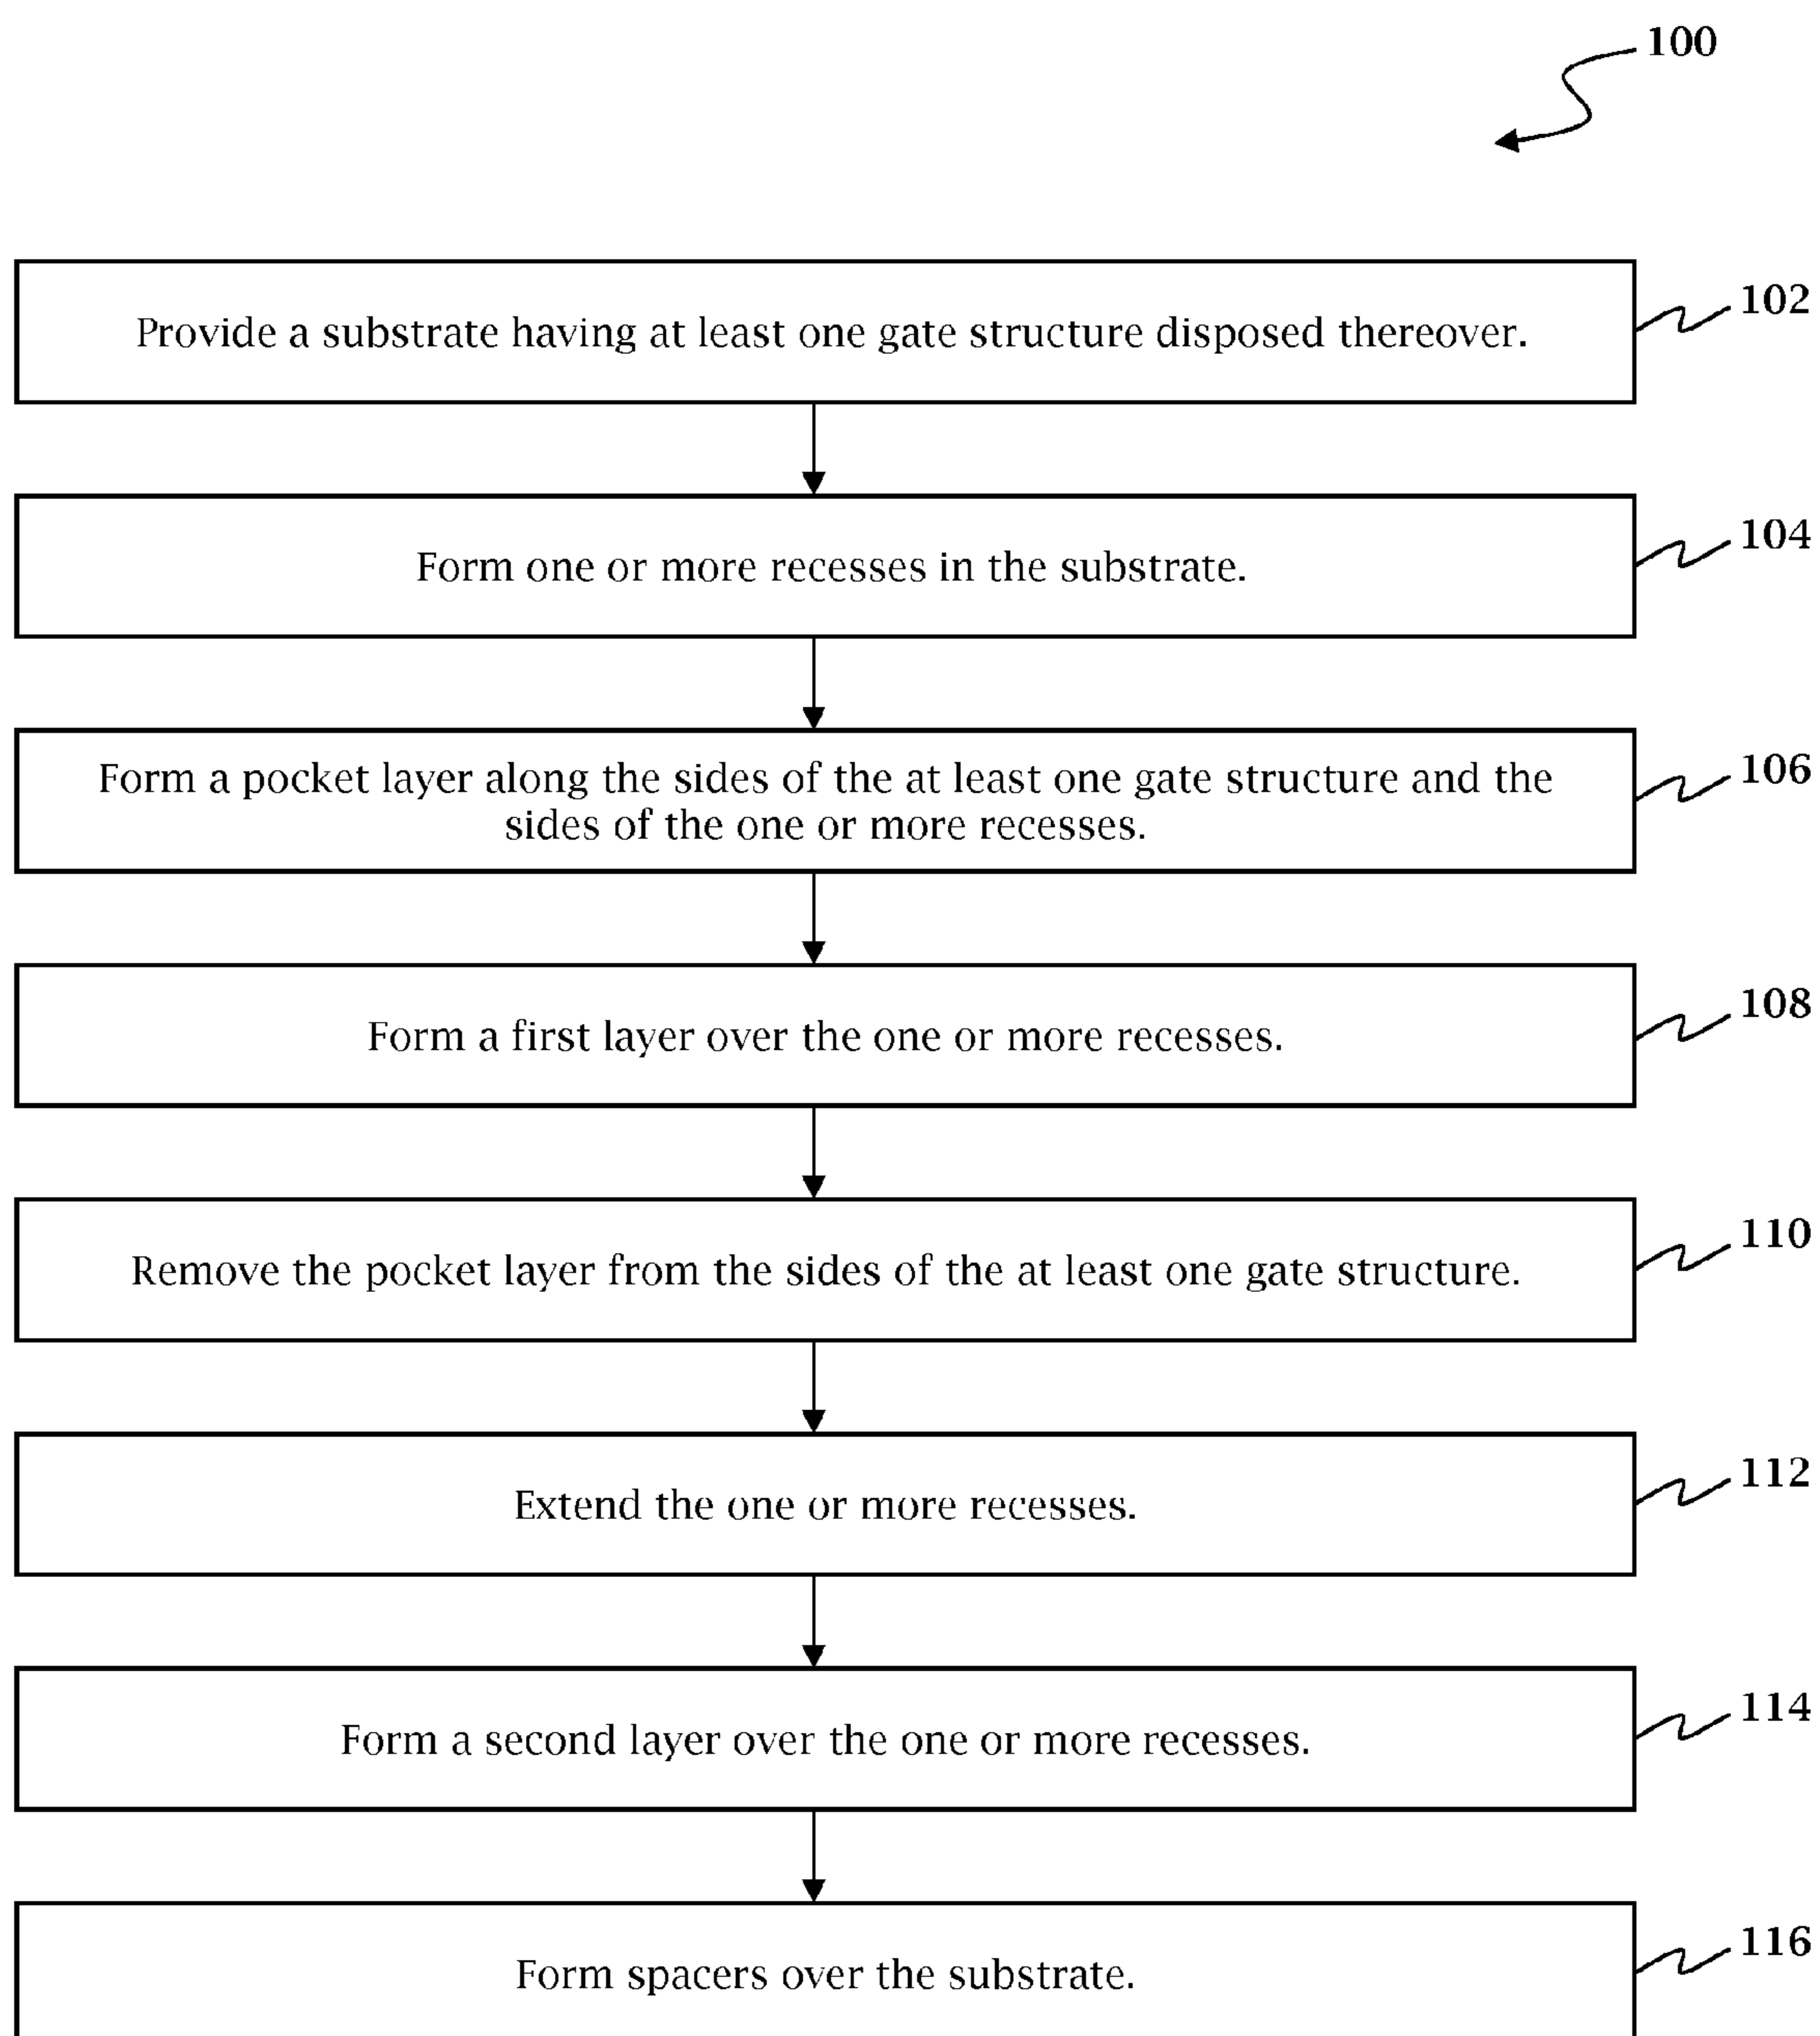 100
Provide a substrate having at least one gate structure disposed thereover.
102
Form one or more recesses in the substrate.
104
Form a pocket layer along the sides of the at least one gate structure and the
sides of the one or more recesses.
106
Form a first layer over the one or more recesses.
108
Remove the pocket layer from the sides of the at least one gate structure.
110
Extend the one or more recesses.
112
Form a second layer over the one or more recesses.
114
Form spacers over the substrate.
116